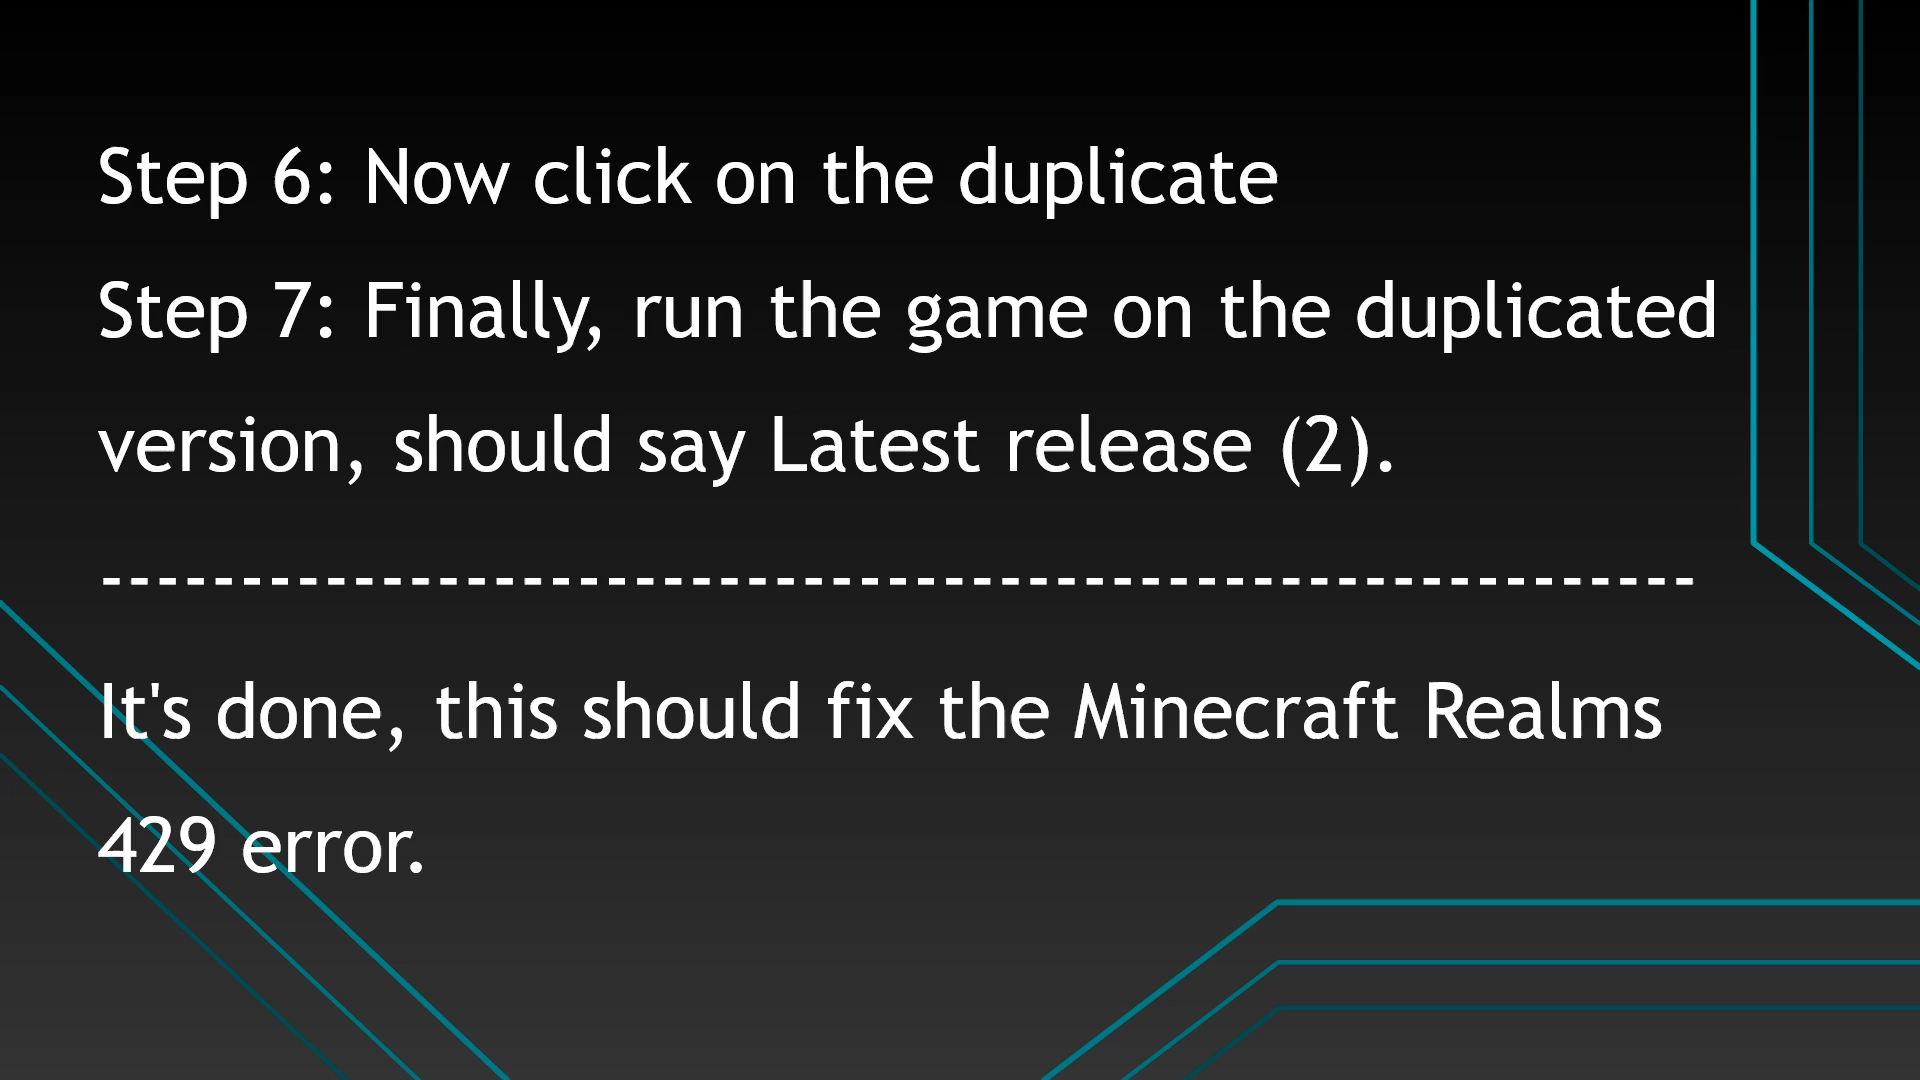 Step 6: Now click on the duplicate
Step 7: Finally, run the game on the duplicated
version, should say Latest release (2).
---------------------------------------------------------
It's done, this should fix the Minecraft Realms
429 error.